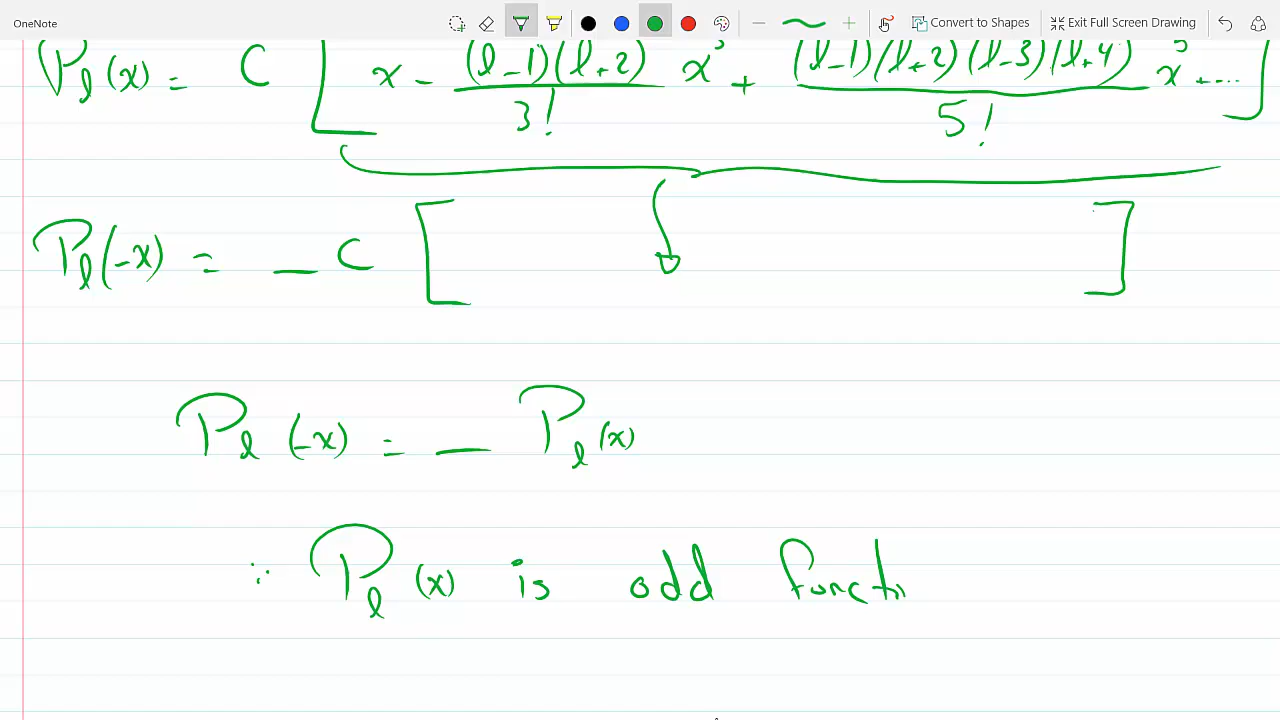 OneNote
Convert to Shapes
Exit Full Screen Drawing
P_l(x) = C [ x - (l-1)(l+2)/3! x^3 + (l-1)(l+2)(l-3)(l+4)/5! x^5 + .... ]
P_l(-x) = - C [ ]
P_l(-x) = - P_l(x)
∵ P_l(x) is odd functi